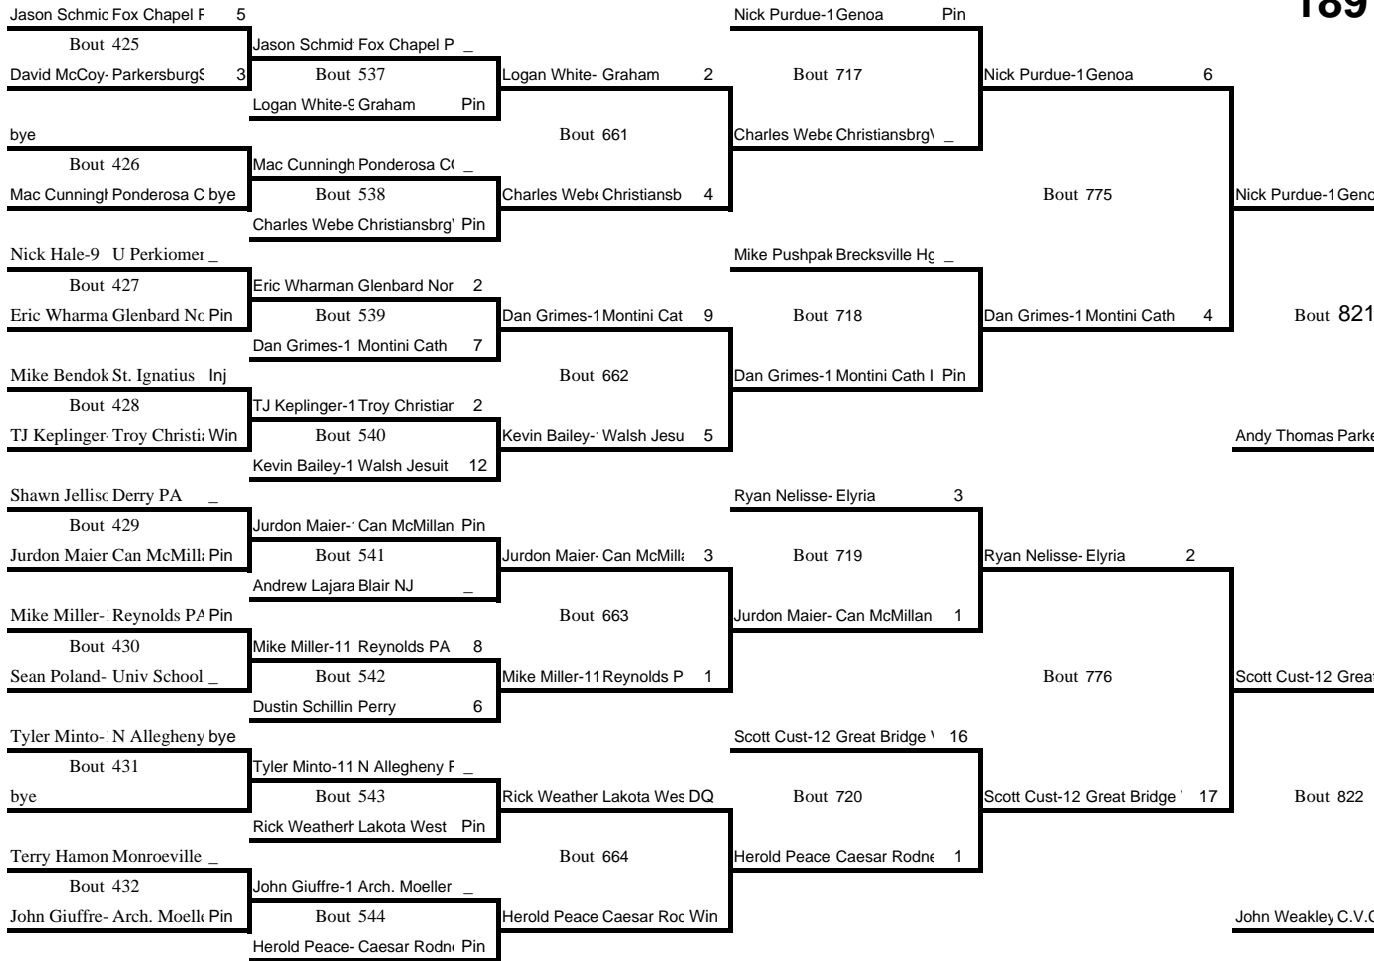 189
Jason Schmic Fox Chapel F 5
Bout 425
David McCoy- ParkersburgS 3
bye
Bout 426
Mac Cunningl Ponderosa C bye
Nick Hale-9 U Perkiomer _
Bout 427
Eric Wharma Glenbard No Pin
Mike Bendok St. Ignatius Inj
Bout 428
TJ Keplinger- Troy Christi: Win
Shawn Jellisc Derry PA _
Bout 429
Jurdon Maier Can McMill: Pin
Mike Miller- Reynolds PA Pin
Bout 430
Sean Poland- Univ School _
Tyler Minto- N Allegheny bye
Bout 431
bye
Terry Hamon Monroeville _
Bout 432
John Giuffre- Arch. Moelle Pin
Jason Schmid Fox Chapel P _
Bout 537
Logan White-9 Graham Pin
Mac Cunningh Ponderosa CO _
Bout 538
Charles Webe Christiansbrg' Pin
Eric Wharman Glenbard Nor 2
Bout 539
Dan Grimes-1 Montini Cath 7
TJ Keplinger-1 Troy Christiar 2
Bout 540
Kevin Bailey-1 Walsh Jesuit 12
Jurdon Maier-' Can McMillan Pin
Bout 541
Andrew Lajara Blair NJ _
Mike Miller-11 Reynolds PA 8
Bout 542
Dustin Schillin Perry 6
Tyler Minto-11 N Allegheny F _
Bout 543
Rick Weatherh Lakota West Pin
John Giuffre-1 Arch. Moeller _
Bout 544
Herold Peace- Caesar Rodn Pin
Logan White- Graham 2
Bout 661
Charles Webe Christiansb 4
Dan Grimes-1 Montini Cat 9
Bout 662
Kevin Bailey-' Walsh Jesu 5
Jurdon Maier- Can McMilla 3
Bout 663
Mike Miller-11 Reynolds P 1
Rick Weather Lakota Wes DQ
Bout 664
Herold Peace Caesar Roc Win
Nick Purdue-1 Genoa Pin
Bout 717
Charles Webe ChristiansbrgV _
Mike Pushpak Brecksville Hg _
Bout 718
Dan Grimes-1 Montini Cath I Pin
Ryan Nelisse- Elyria 3
Bout 719
Jurdon Maier- Can McMillan 1
Scott Cust-12 Great Bridge V 16
Bout 720
Herold Peace Caesar Rodne 1
Nick Purdue-1 Genoa 6
Bout 775
Dan Grimes-1 Montini Cath 4
Ryan Nelisse- Elyria 2
Bout 776
Scott Cust-12 Great Bridge 17
Nick Purdue-1 Geno
Bout 821
Andy Thomas Parke
Scott Cust-12 Great
Bout 822
John Weakley C.V.C